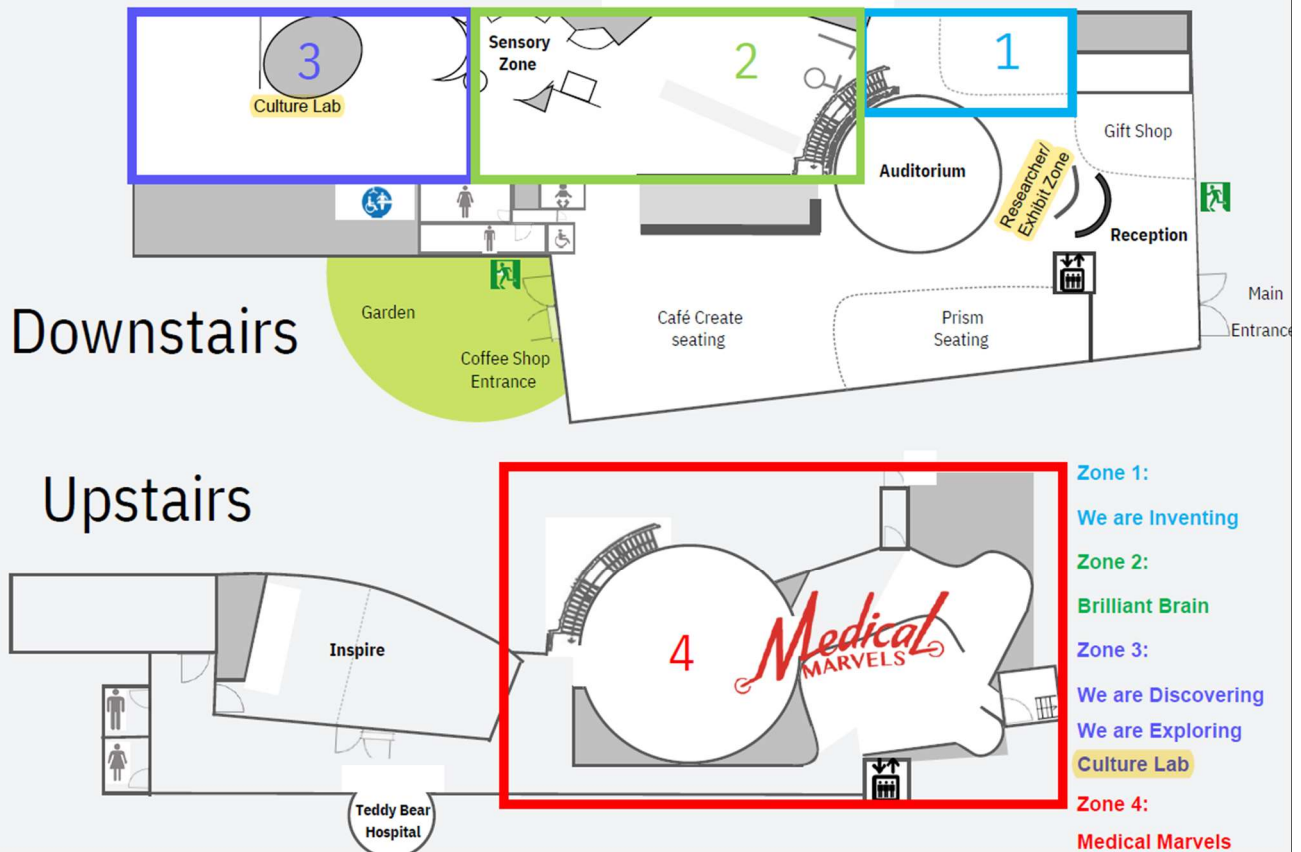 3
Culture Lab
Sensory
Zone
2
1
Gift Shop
Auditorium
Researcher/
Exhibit Zone
Reception
Downstairs
Garden
Coffee Shop
Entrance
Café Create
seating
Prism
Seating
Main
Entrance
Upstairs
Inspire
4
Medical
MARVELS
Teddy Bear
Hospital
Zone 1:
We are Inventing
Zone 2:
Brilliant Brain
Zone 3:
We are Discovering
We are Exploring
Culture Lab
Zone 4:
Medical Marvels